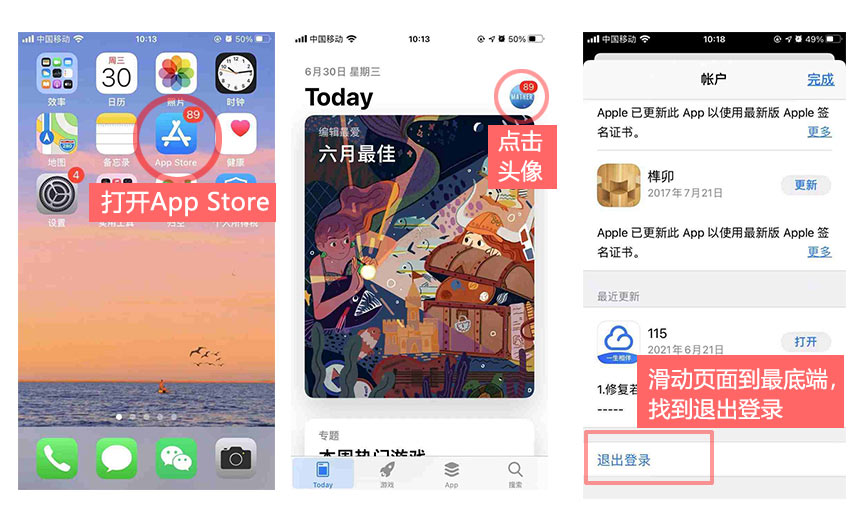 中国移动
10:13
50%
周三
30
效率
日历
照片
时钟
280
89
地图
备忘录
App Store
健康
4
打开App Store
设置
中国移动
10:13
50%
6月30日 星期三
Today
89
点击
头像
编辑最爱
六月最佳
专题
本周热门游戏
Today
游戏
App
搜索
中国移动
10:18
49%
帐户
完成
Apple 已更新此 App 以使用最新版 Apple 签
名证书。
更多
榫卯
2017年7月21日
更新
Apple 已更新此 App 以使用最新版 Apple 签
名证书。
更多
最近更新
115
2021年6月21日
打开
一生相伴
滑动页面到最底端，
找到退出登录
1.修复若
-----
退出登录